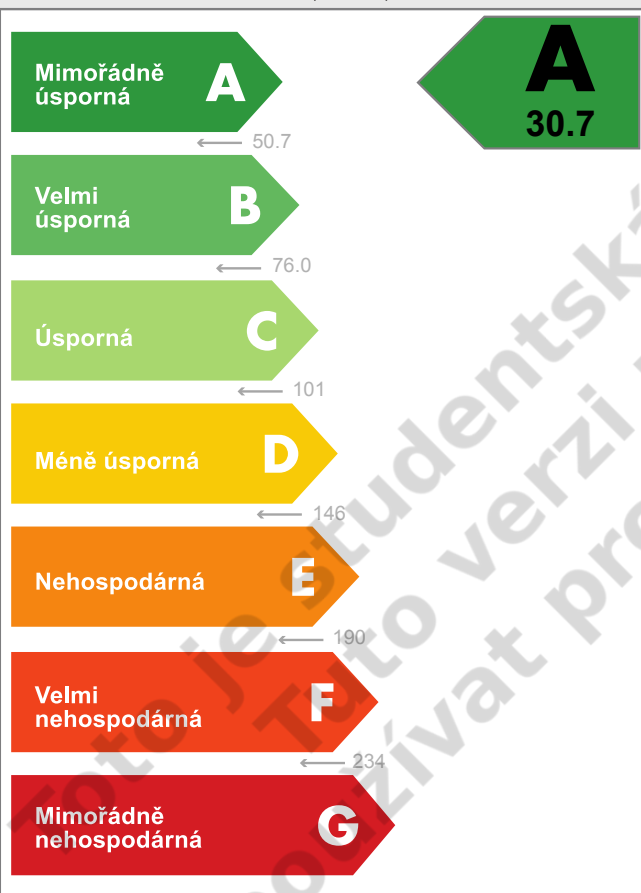 A
30.7
Mimořádně
úsporná
A
50.7
Velmi
úsporná
B
76.0
Úsporná
C
101
Méně úsporná
D
146
Nehospodárná
E
190
Velmi
nehospodárná
F
234
Mimořádně
nehospodárná
G
Toto je studentská
Tuto verzi
používat